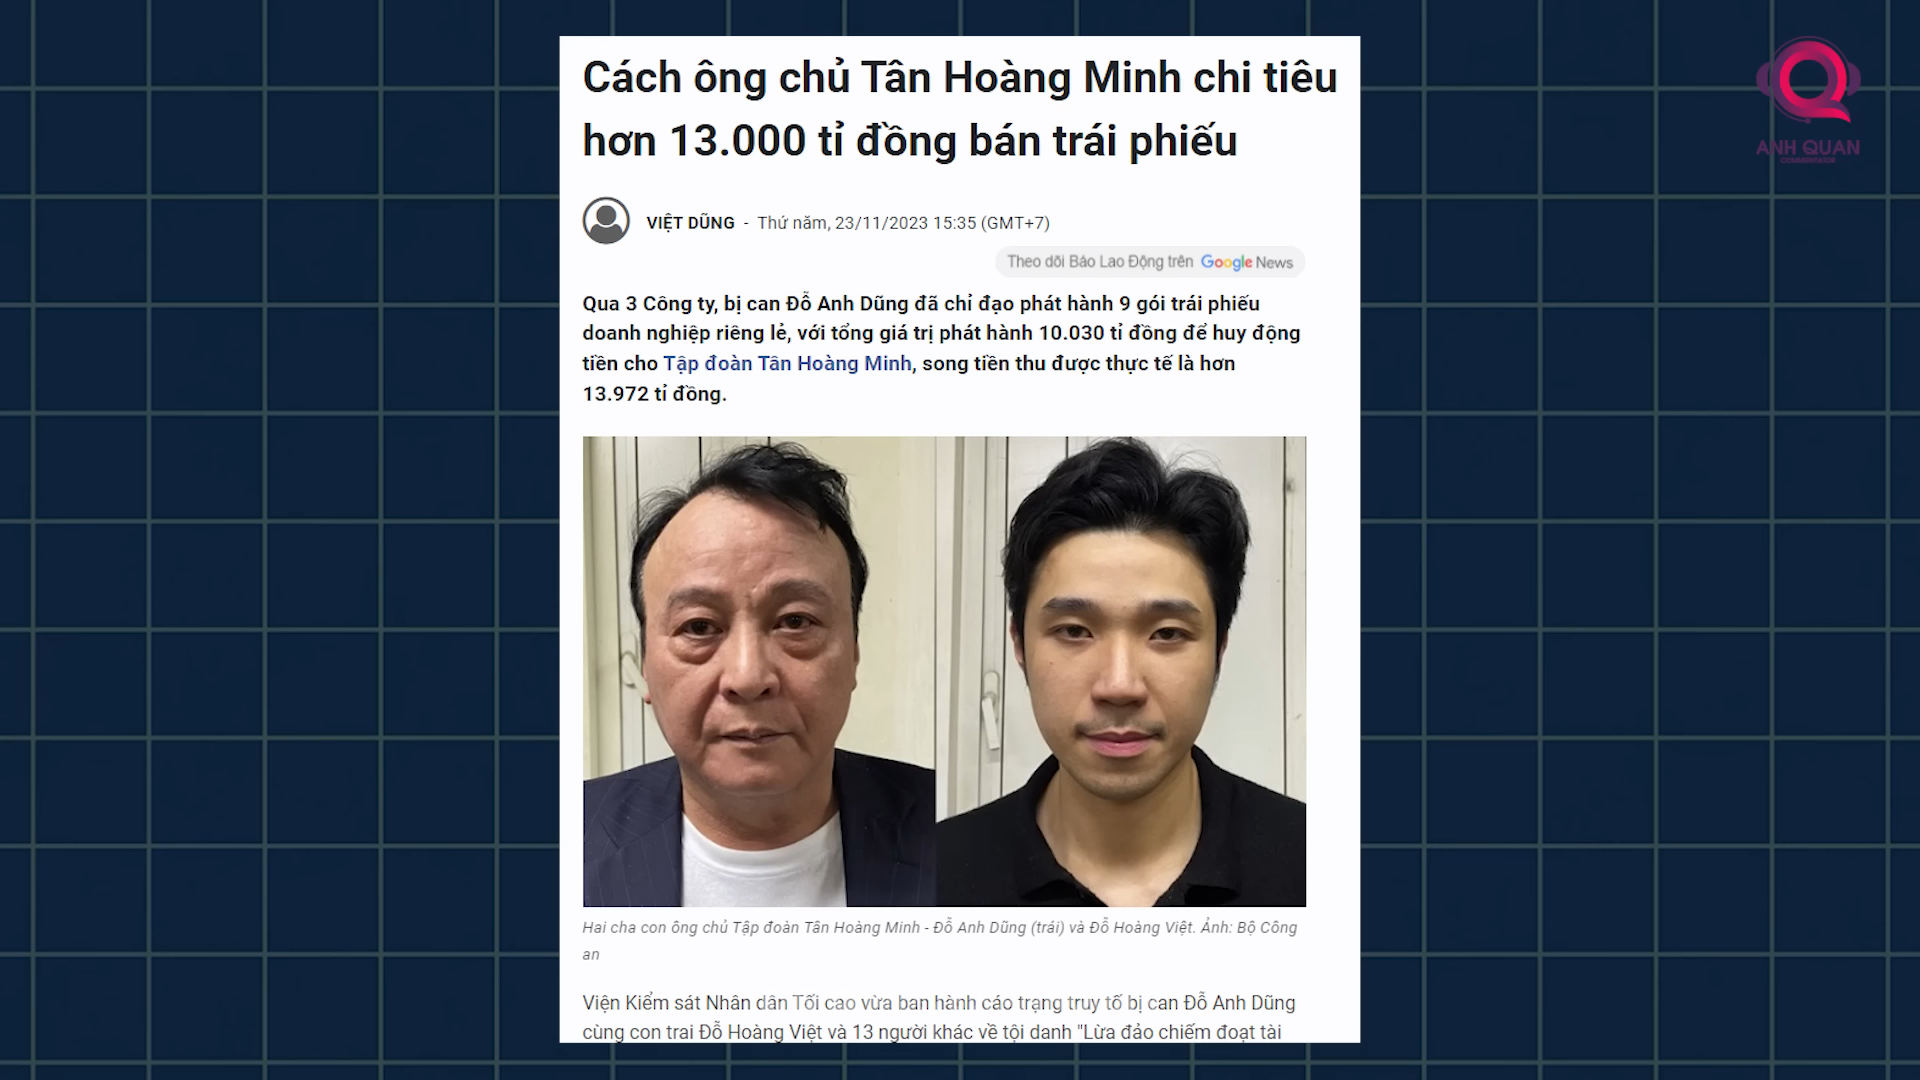 Cách ông chủ Tân Hoàng Minh chi tiêu
hơn 13.000 tỉ đồng bán trái phiếu
VIỆT DŨNG - Thứ năm, 23/11/2023 15:35 (GMT+7)
Theo dõi Báo Lao Động trên Google News
Qua 3 Công ty, bị can Đỗ Anh Dũng đã chỉ đạo phát hành 9 gói trái phiếu
doanh nghiệp riêng lẻ, với tổng giá trị phát hành 10.030 tỉ đồng để huy động
tiền cho Tập đoàn Tân Hoàng Minh, song tiền thu được thực tế là hơn
13.972 tỉ đồng.
Hai cha con ông chủ Tập đoàn Tân Hoàng Minh - Đỗ Anh Dũng (trái) và Đỗ Hoàng Việt. Ảnh: Bộ Công
an
Viện Kiểm sát Nhân dân Tối cao vừa ban hành cáo trạng truy tố bị can Đỗ Anh Dũng
cùng con trai Đỗ Hoàng Việt và 13 người khác về tội danh "Lừa đảo chiếm đoạt tài
ANH QUAN
COMMENTATOR